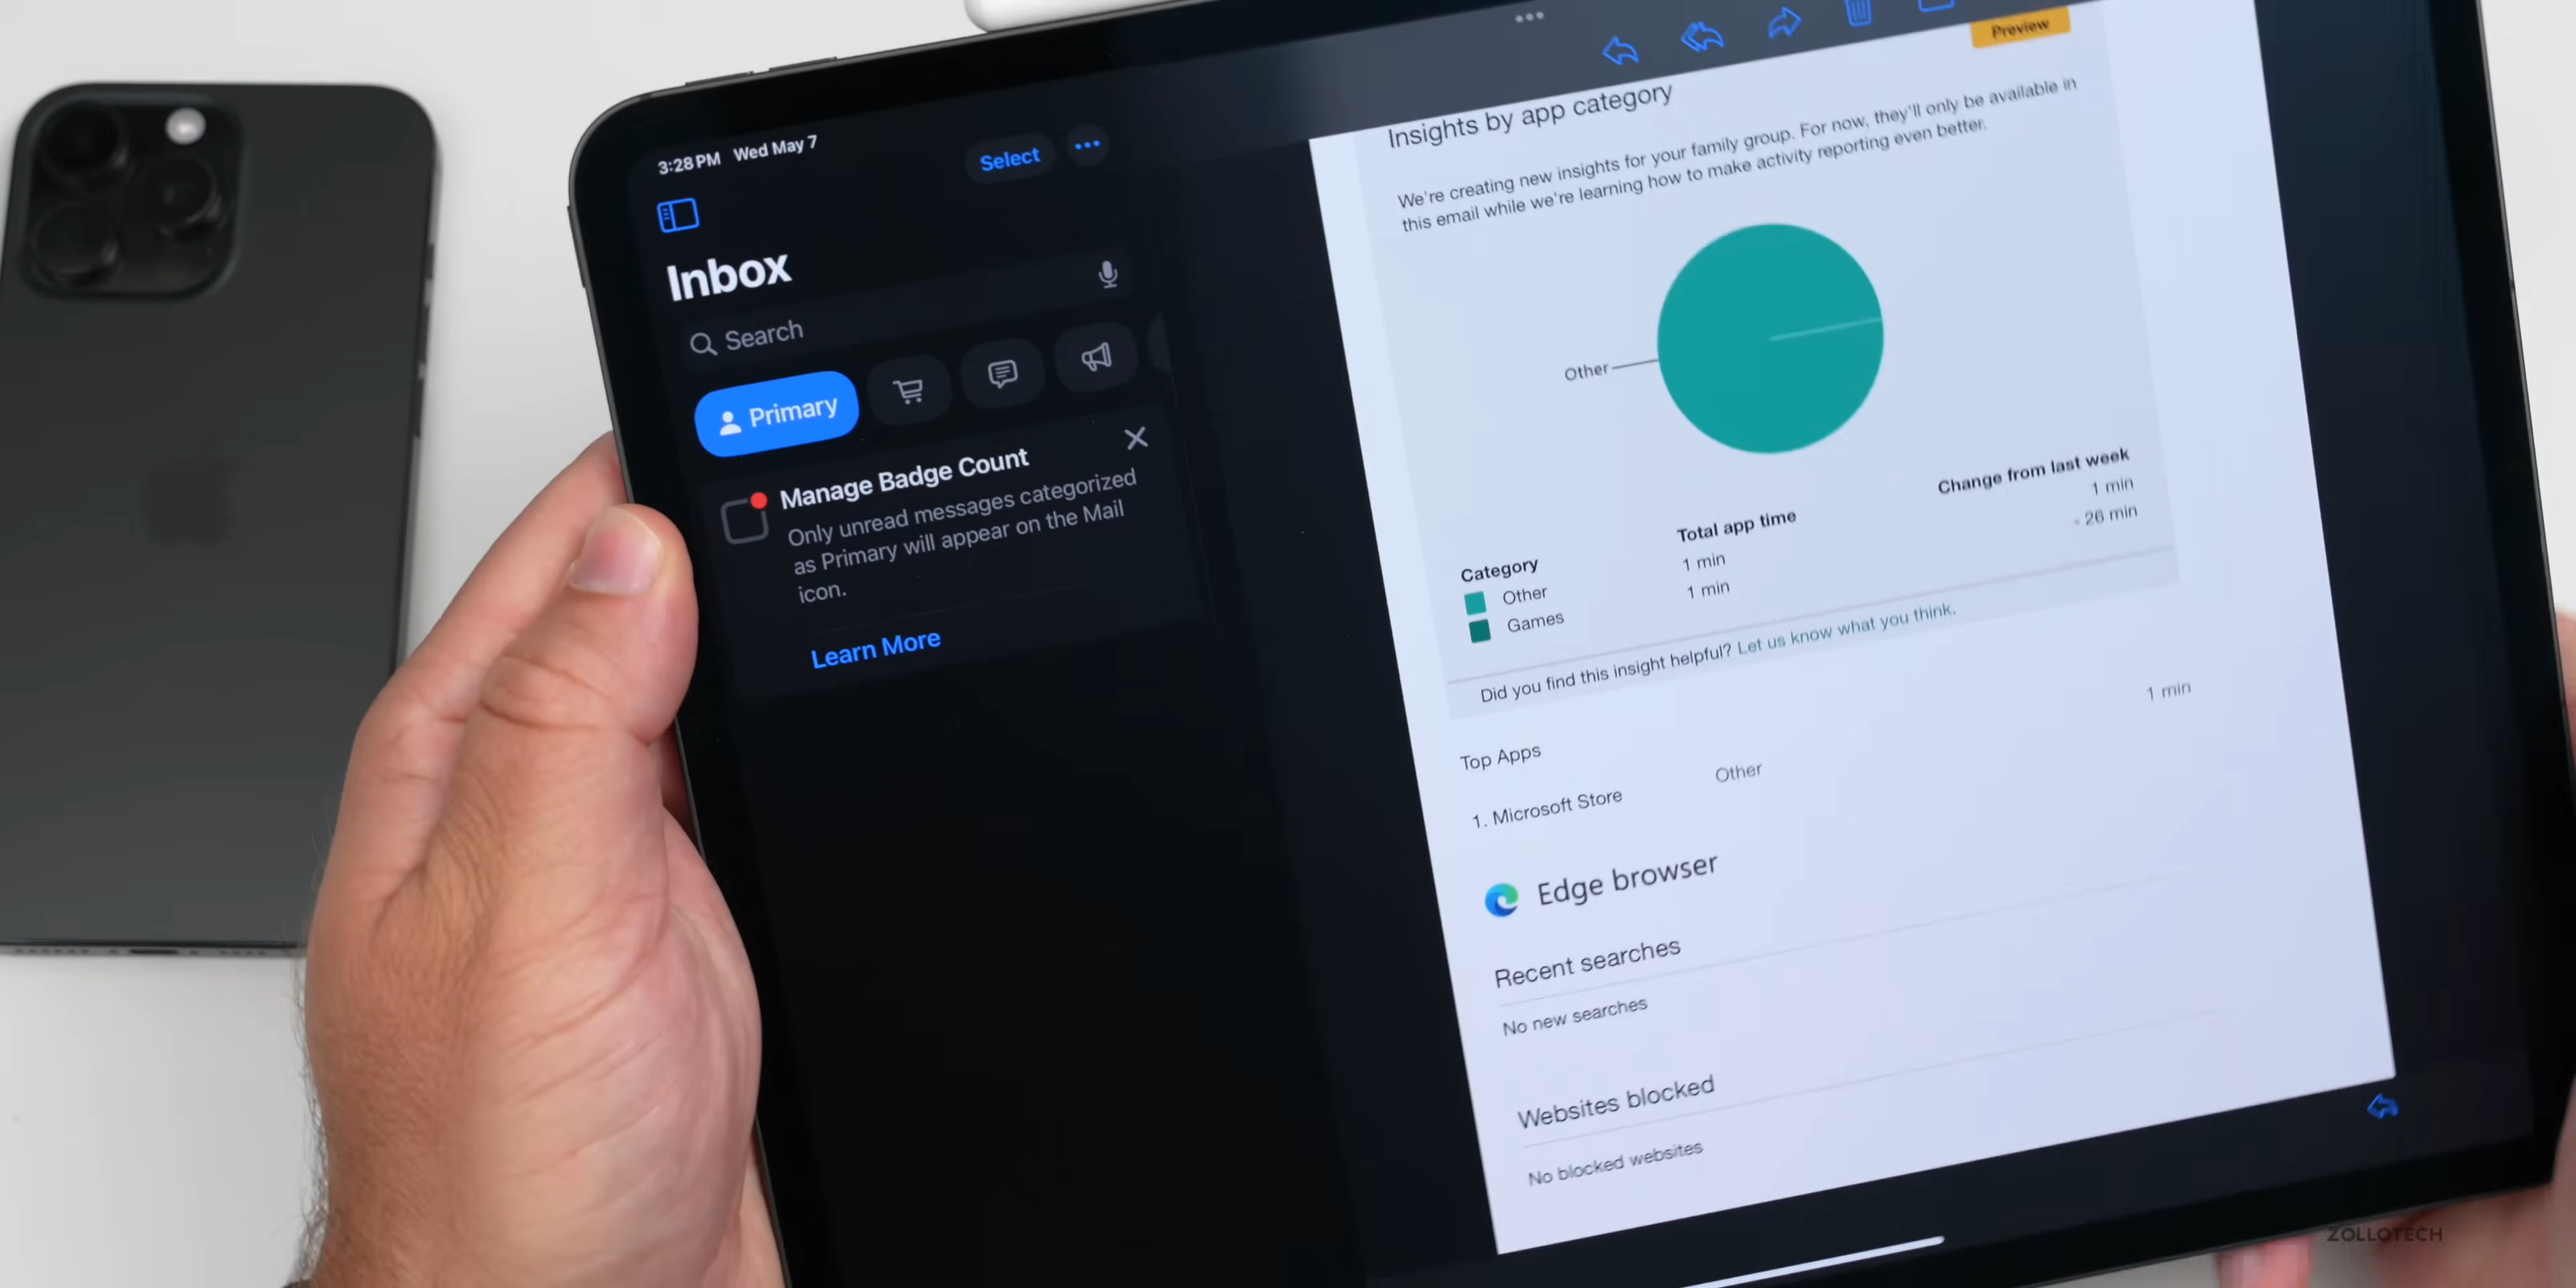 3:28 PM Wed May 7
Select
Inbox
Search
Primary
Manage Badge Count
Only unread messages categorized
as Primary will appear on the Mail
icon.
Learn More
Preview
Insights by app category
We're creating new insights for your family group. For now, they'll only be available in
this email while we're learning how to make activity reporting even better.
Other
Category Total app time Change from last week
Other 1 min 1 min
Games 1 min - 26 min
Did you find this insight helpful? Let us know what you think.
Top Apps
1. Microsoft Store Other 1 min
Edge browser
Recent searches
No new searches
Websites blocked
No blocked websites
ZOLLOTECH